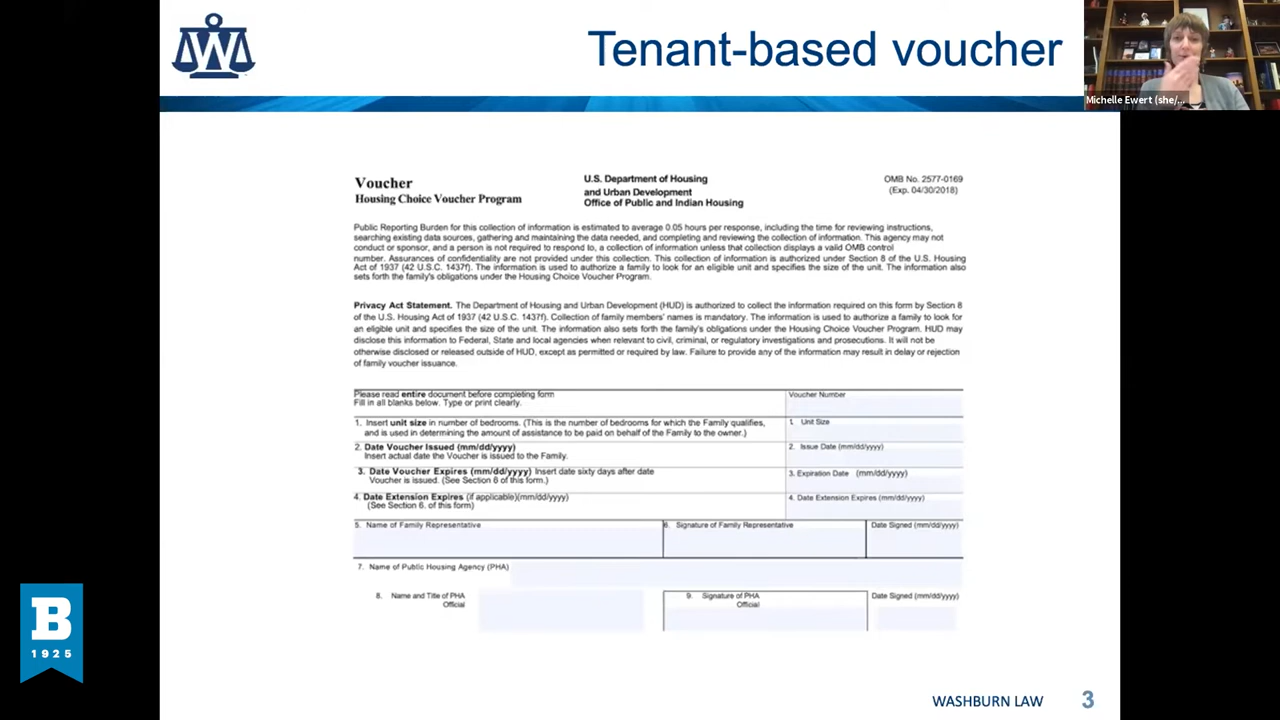 W
Tenant-based voucher
Michelle Ewert (she/...
Voucher
Housing Choice Voucher Program
U.S. Department of Housing
and Urban Development
Office of Public and Indian Housing
OMB No. 2577-0169
(Exp. 04/30/2018)
Public Reporting Burden for this collection of information is estimated to average 0.05 hours per response, including the time for reviewing instructions,
searching existing data sources, gathering and maintaining the data needed, and completing and reviewing the collection of information. This agency may not
conduct or sponsor, and a person is not required to respond to, a collection of information unless that collection displays a valid OMB control
number. Assurances of confidentiality are not provided under this collection. This collection of information is authorized under Section 8 of the U.S. Housing
Act of 1937 (42 U.S.C. 1437f). The information is used to authorize a family to look for an eligible unit and specifies the size of the unit. The information also
sets forth the family's obligations under the Housing Choice Voucher Program.
Privacy Act Statement. The Department of Housing and Urban Development (HUD) is authorized to collect the information required on this form by Section 8
of the U.S. Housing Act of 1937 (42 U.S.C. 1437f). Collection of family members' names is mandatory. The information is used to authorize a family to look for
an eligible unit and specifies the size of the unit. The information also sets forth the family's obligations under the Housing Choice Voucher Program. HUD may
disclose this information to Federal, State and local agencies when relevant to civil, criminal, or regulatory investigations and prosecutions. It will not be
otherwise disclosed or released outside of HUD, except as permitted or required by law. Failure to provide any of the information may result in delay or rejection
of family voucher issuance.
Please read entire document before completing form
Fill in all blanks below. Type or print clearly.
Voucher Number
1. Insert unit size in number of bedrooms. (This is the number of bedrooms for which the Family qualifies,
and is used in determining the amount of assistance to be paid on behalf of the Family to the owner.)
1. Unit Size
2. Date Voucher Issued (mm/dd/yyyy)
Insert actual date the Voucher is issued to the Family.
2. Issue Date (mm/dd/yyyy)
3. Date Voucher Expires (mm/dd/yyyy) Insert date sixty days after date
Voucher is issued. (See Section 6 of this form.)
3. Expiration Date (mm/dd/yyyy)
4. Date Extension Expires (if applicable)(mm/dd/yyyy)
(See Section 6. of this form)
4. Date Extension Expires (mm/dd/yyyy)
5. Name of Family Representative
6. Signature of Family Representative
Date Signed (mm/dd/yyyy)
7. Name of Public Housing Agency (PHA)
8. Name and Title of PHA
Official
9. Signature of PHA
Official
Date Signed (mm/dd/yyyy)
B
1925
WASHBURN LAW
3